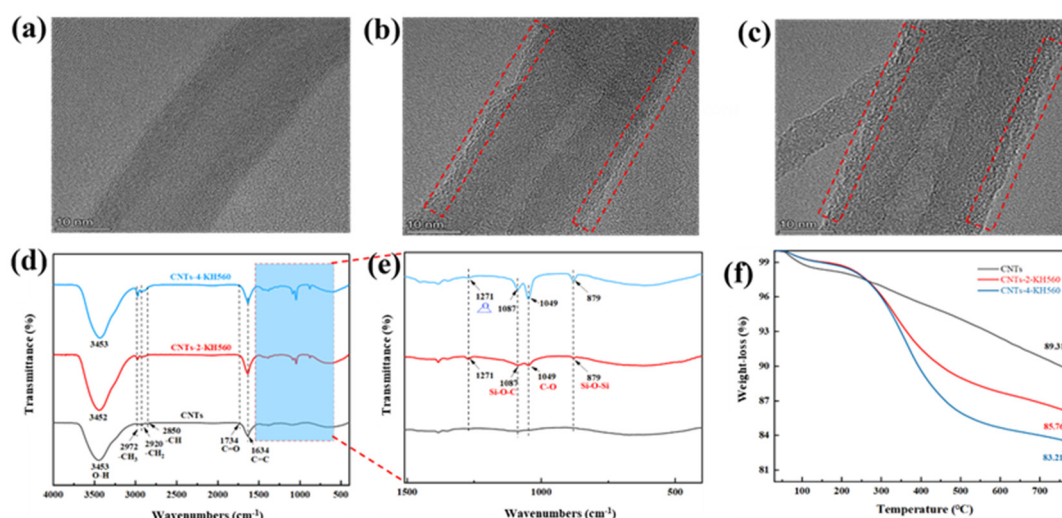 (a)
10 nm
(b)
10 nm
(c)
10 nm
(d)
CNTs-4-KH560
3453
CNTs-2-KH560
3452
CNTs
2850
-CH
2920
-CH2
2972
-CH3
3453
O-H
1734
C=O
1634
C=C
Transmittance (%)
4000 3500 3000 2500 2000 1500 1000 500
Wavenumbers (cm-1)
(e)
1271
O
1087
1049
879
1271
1087
Si-O-C
1049
C-O
879
Si-O-Si
Transmittance (%)
1500 1000 500
Wavenumbers (cm-1)
(f)
CNTs
CNTs-2-KH560
CNTs-4-KH560
99
96
93
90
87
84
81
89.31
85.76
83.21
Weight-loss (%)
100 200 300 400 500 600 700
Temperature (°C)